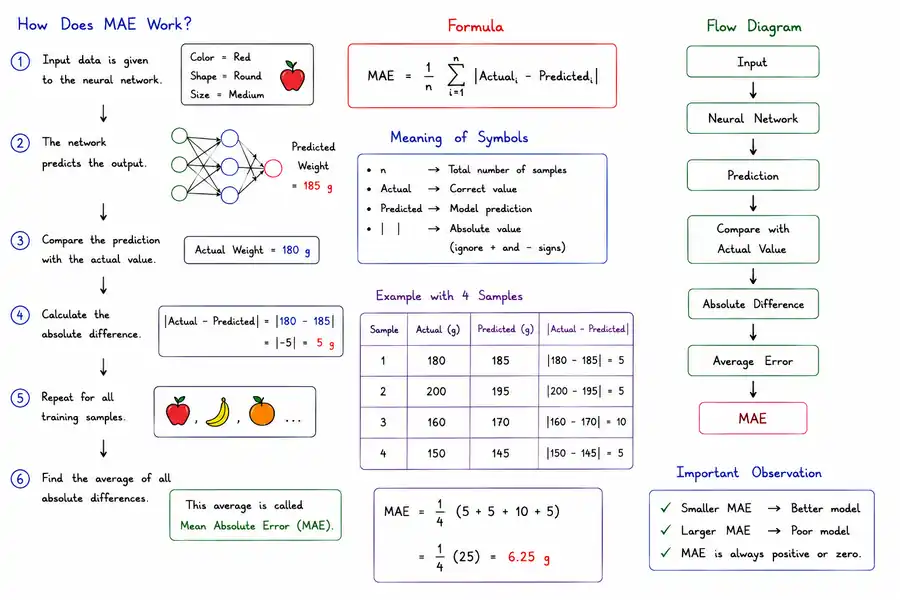 How Does MAE Work?
1 Input data is given
to the neural network.
Color = Red
Shape = Round
Size = Medium
2 The network
predicts the output.
Predicted
Weight
= 185 g
3 Compare the prediction
with the actual value.
Actual Weight = 180 g
4 Calculate the
absolute difference.
|Actual - Predicted| = |180 - 185|
= |-5| = 5 g
5 Repeat for all
training samples.
, , ...
6 Find the average of all
absolute differences.
This average is called
Mean Absolute Error (MAE).
Formula
MAE = 1/n ∑ i=1 n |Actualᵢ - Predictedᵢ|
Meaning of Symbols
• n → Total number of samples
• Actual → Correct value
• Predicted → Model prediction
• | | → Absolute value
(ignore + and - signs)
Example with 4 Samples
Sample Actual (g) Predicted (g) |Actual - Predicted|
1 180 185 |180 - 185| = 5
2 200 195 |200 - 195| = 5
3 160 170 |160 - 170| = 10
4 150 145 |150 - 145| = 5
MAE = 1/4 (5 + 5 + 10 + 5)
= 1/4 (25) = 6.25 g
Flow Diagram
Input
Neural Network
Prediction
Compare with
Actual Value
Absolute Difference
Average Error
MAE
Important Observation
✓ Smaller MAE → Better model
✓ Larger MAE → Poor model
✓ MAE is always positive or zero.